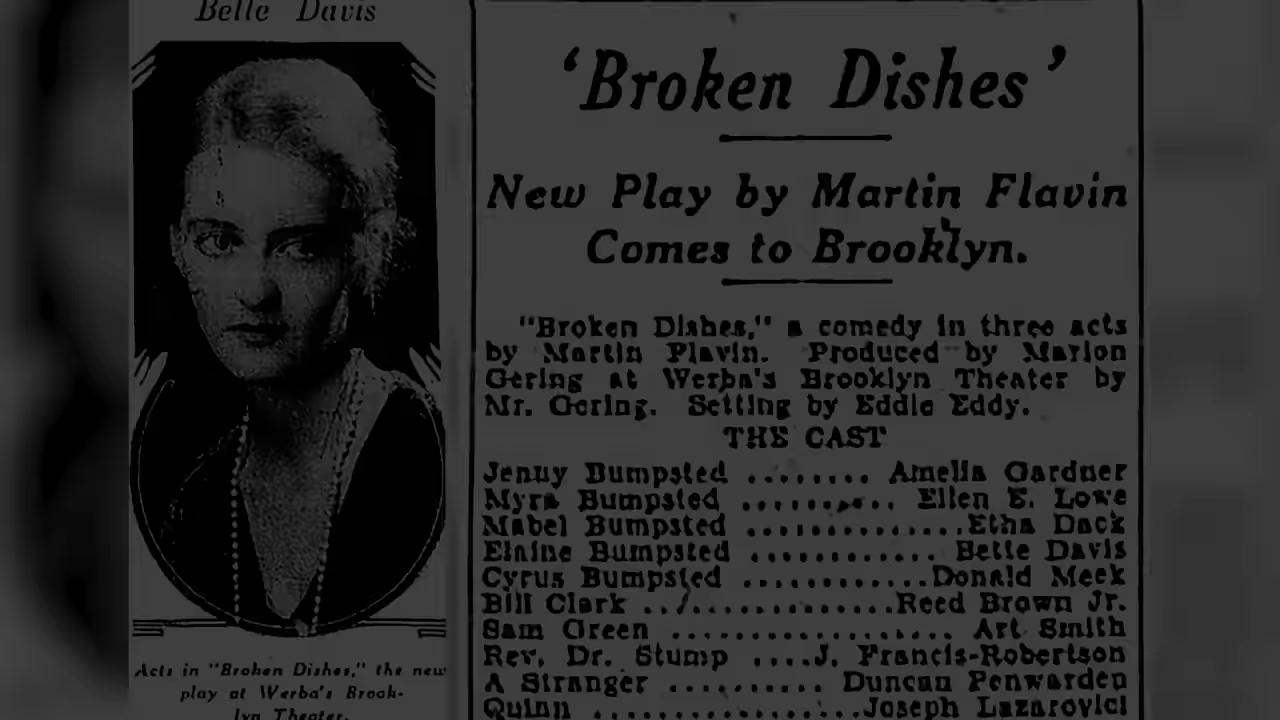 Belle Davis
Acts in "Broken Dishes," the new
play at Werba's Brook-
lyn Theater.
'Broken Dishes'
New Play by Martin Flavin
Comes to Brooklyn.
"Broken Dishes," a comedy in three acts
by Martin Flavin. Produced by Marion
Gering at Werba's Brooklyn Theater by
Mr. Gering. Setting by Eddie Eddy.
THE CAST
Jenny Bumpsted ........ Amelia Gardner
Myra Bumpsted .......... Ellen E. Lowe
Mabel Bumpsted ..............Etha Dack
Elaine Bumpsted ............ Bette Davis
Cyrus Bumpsted ............Donald Meek
Bill Clark ..................Reed Brown Jr.
Sam Green .................. Art Smith
Rev. Dr. Stump ....J. Francis-Robertson
A Stranger .......... Duncan Penwarden
Quinn ..................Joseph Lazarovici